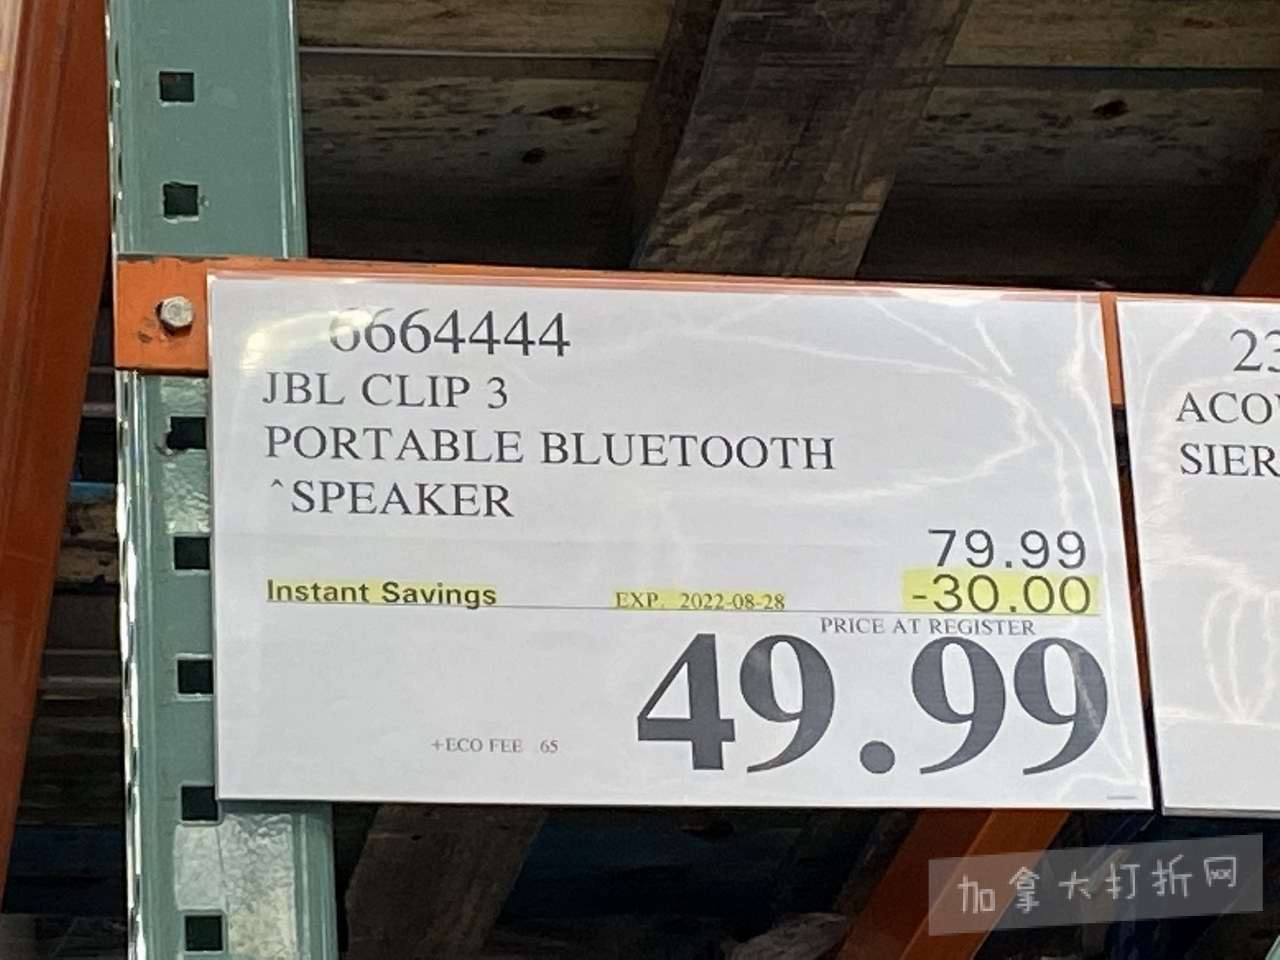 6664444
JBL CLIP 3
PORTABLE BLUETOOTH
^SPEAKER
79.99
Instant Savings EXP. 2022-08-28 -30.00
PRICE AT REGISTER
49.99
+ECO FEE .65
23
ACO
SIER
加拿大打折网